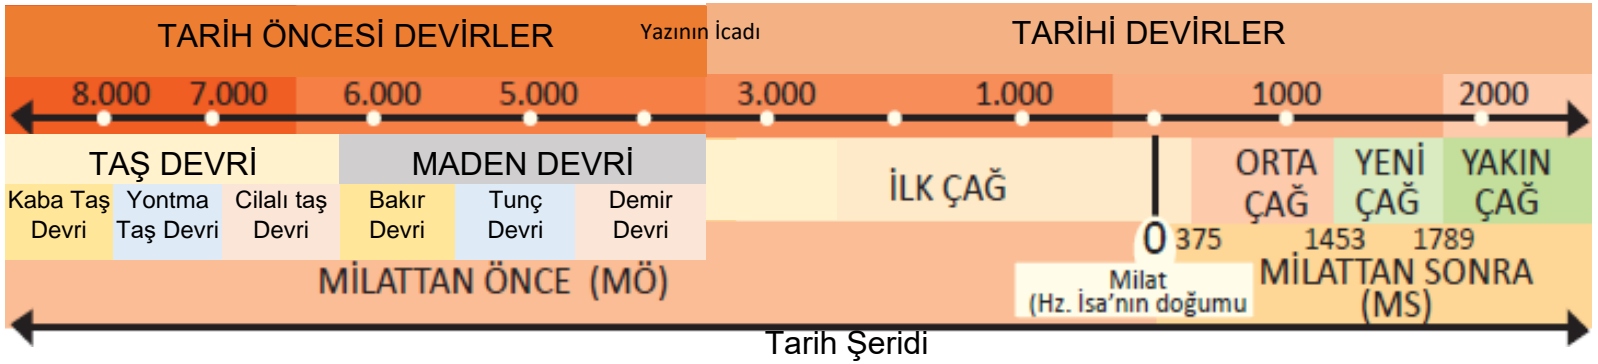 TARİH ÖNCESİ DEVİRLER Yazının İcadı TARİHİ DEVİRLER
8.000 7.000 6.000 5.000 3.000 1.000 1000 2000
TAŞ DEVRİ MADEN DEVRİ İLK ÇAĞ ORTA ÇAĞ YENİ ÇAĞ YAKIN ÇAĞ
Kaba Taş Devri Yontma Taş Devri Cilalı taş Devri Bakır Devri Tunç Devri Demir Devri
0 375 1453 1789
MİLATTAN ÖNCE (MÖ)
Milat
(Hz. İsa'nın doğumu
MİLATTAN SONRA
(MS)
Tarih Şeridi